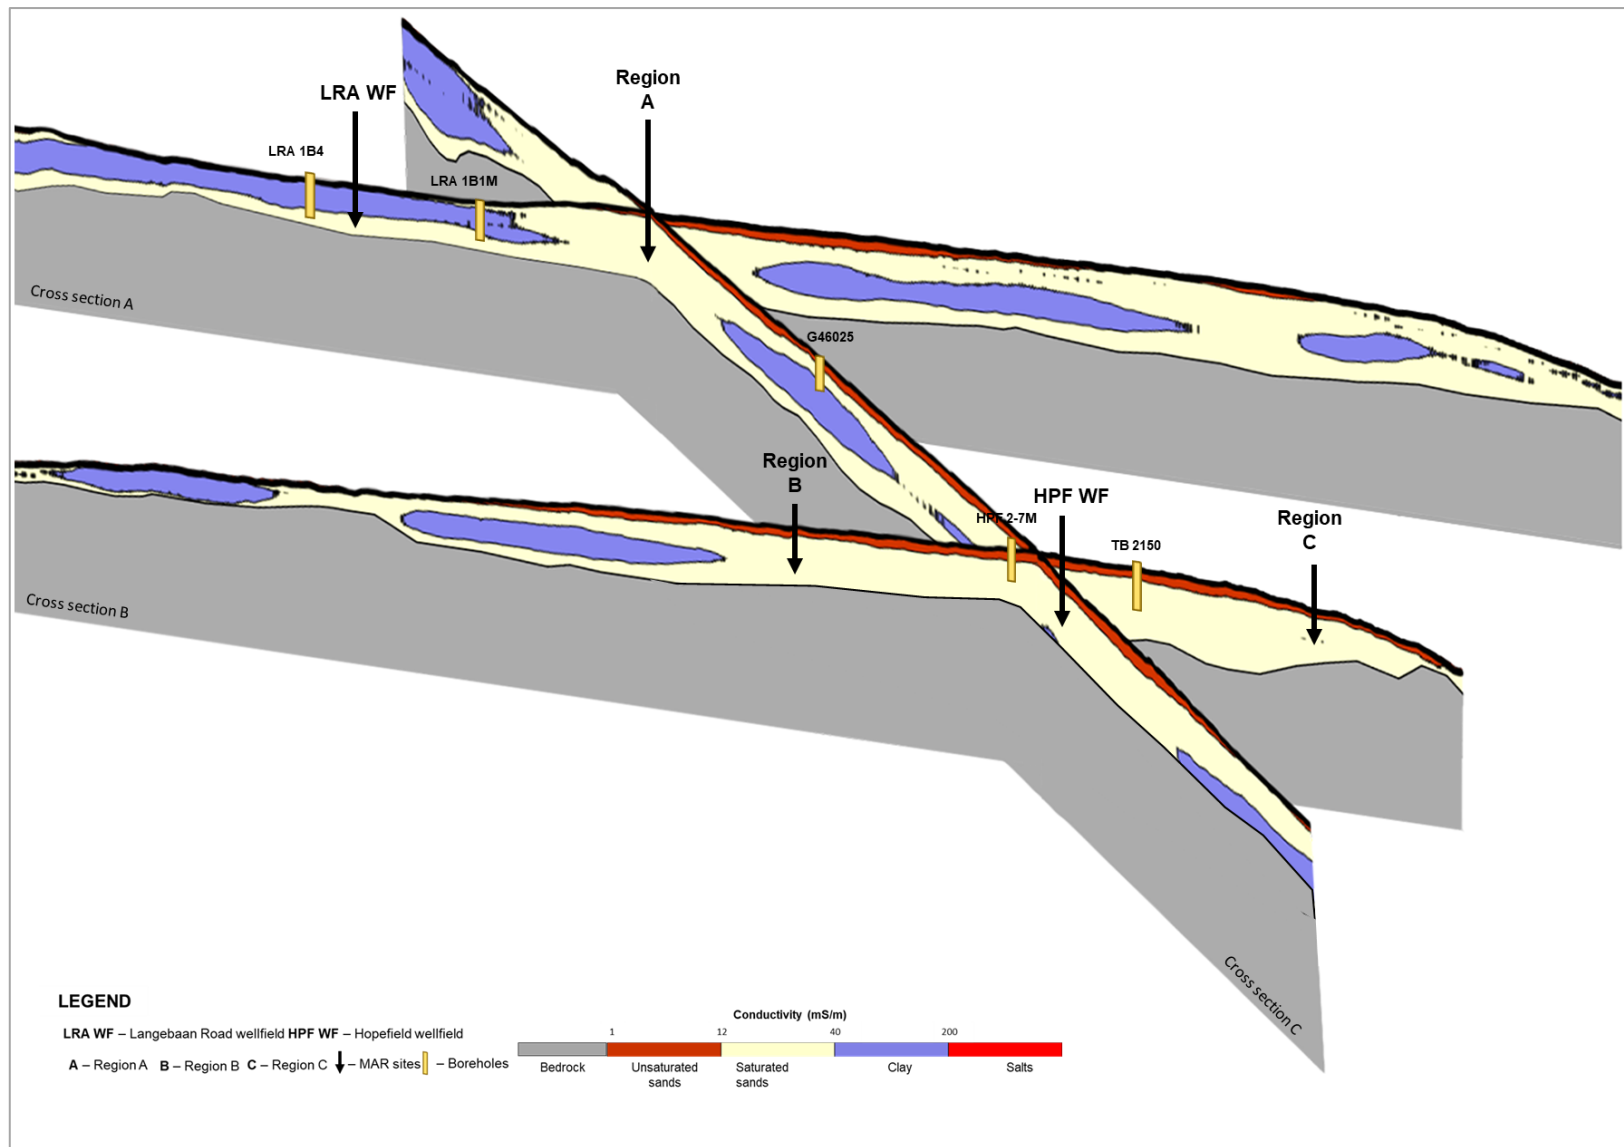 Region
A
LRA WF
LRA 1B4
LRA 1B1M
Cross section A
G46025
Region
B
HPF WF
HPF 2-7M
Region
C
TB 2150
Cross section B
Cross section C
LEGEND
LRA WF – Langebaan Road wellfield HPF WF – Hopefield wellfield
A – Region A B – Region B C – Region C – MAR sites – Boreholes
Conductivity (mS/m)
1 12 40 200
Bedrock Unsaturated sands Saturated sands Clay Salts